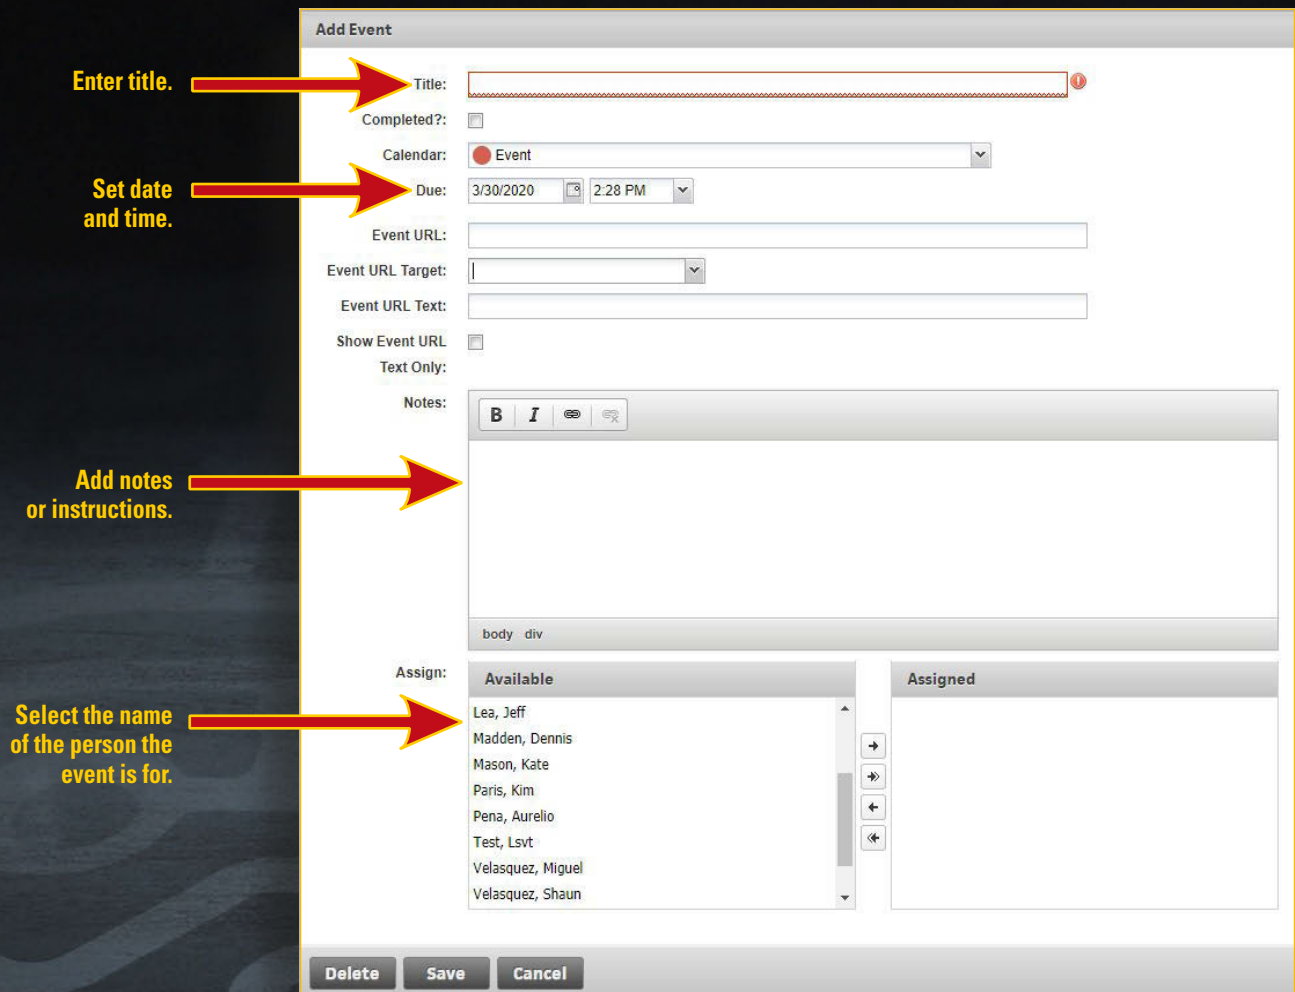 Add Event
Enter title.
Title:
Completed?:
Calendar: Event
Set date
and time.
Due: 3/30/2020 2:28 PM
Event URL:
Event URL Target:
Event URL Text:
Show Event URL
Text Only:
Notes:
B I
Add notes
or instructions.
body div
Assign:
Available Assigned
Select the name
of the person the
event is for.
Lea, Jeff
Madden, Dennis
Mason, Kate
Paris, Kim
Pena, Aurelio
Test, Lsvt
Velasquez, Miguel
Velasquez, Shaun
Delete Save Cancel